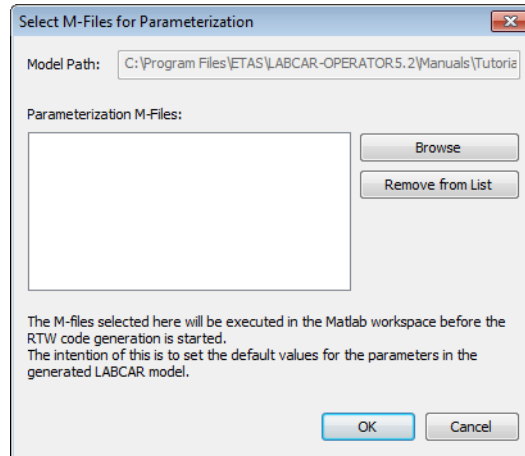 Select M-Files for Parameterization
Model Path: C:\Program Files\ETAS\LABCAR-OPERATOR5.2\Manuals\Tutoria
Parameterization M-Files:
Browse
Remove from List
The M-files selected here will be executed in the Matlab workspace before the
RTW code generation is started.
The intention of this is to set the default values for the parameters in the
generated LABCAR model.
OK Cancel